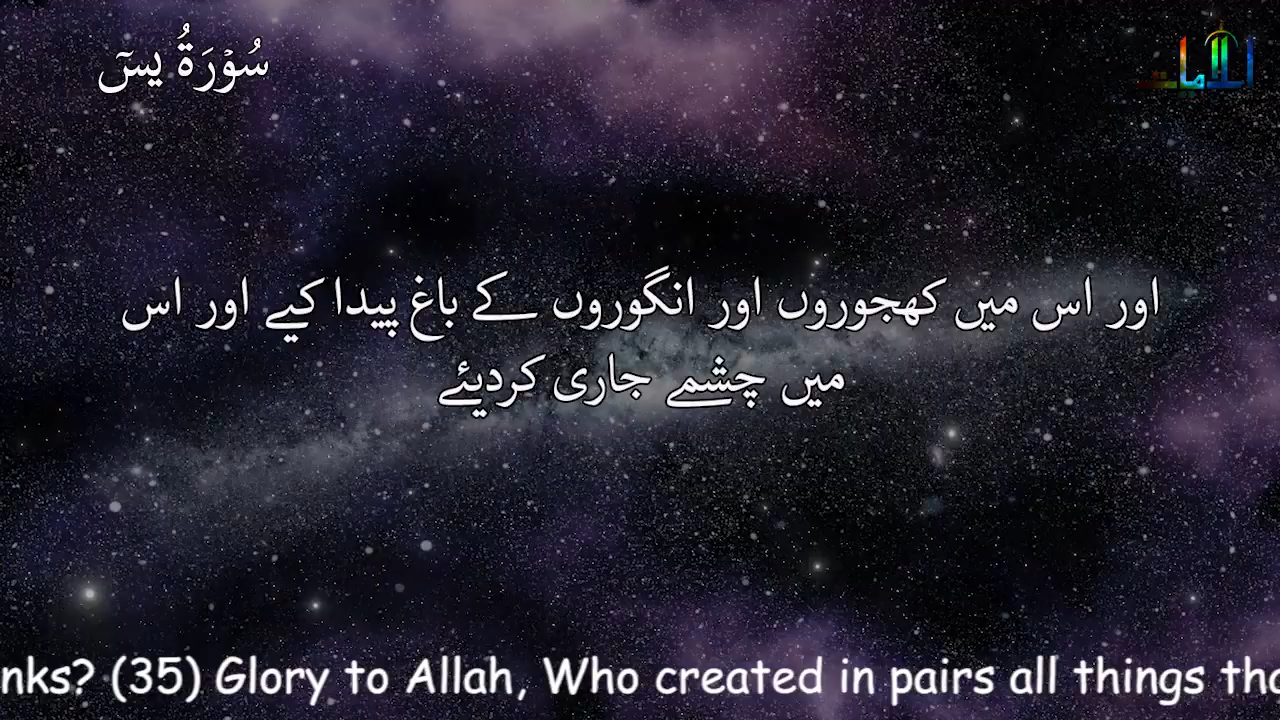 سُوْرَةُ يسٓ
اور اس میں کھجوروں اور انگوروں کے باغ پیدا کیے اور اس
میں چشمے جاری کردیئے
nks? (35) Glory to Allah, Who created in pairs all things tha